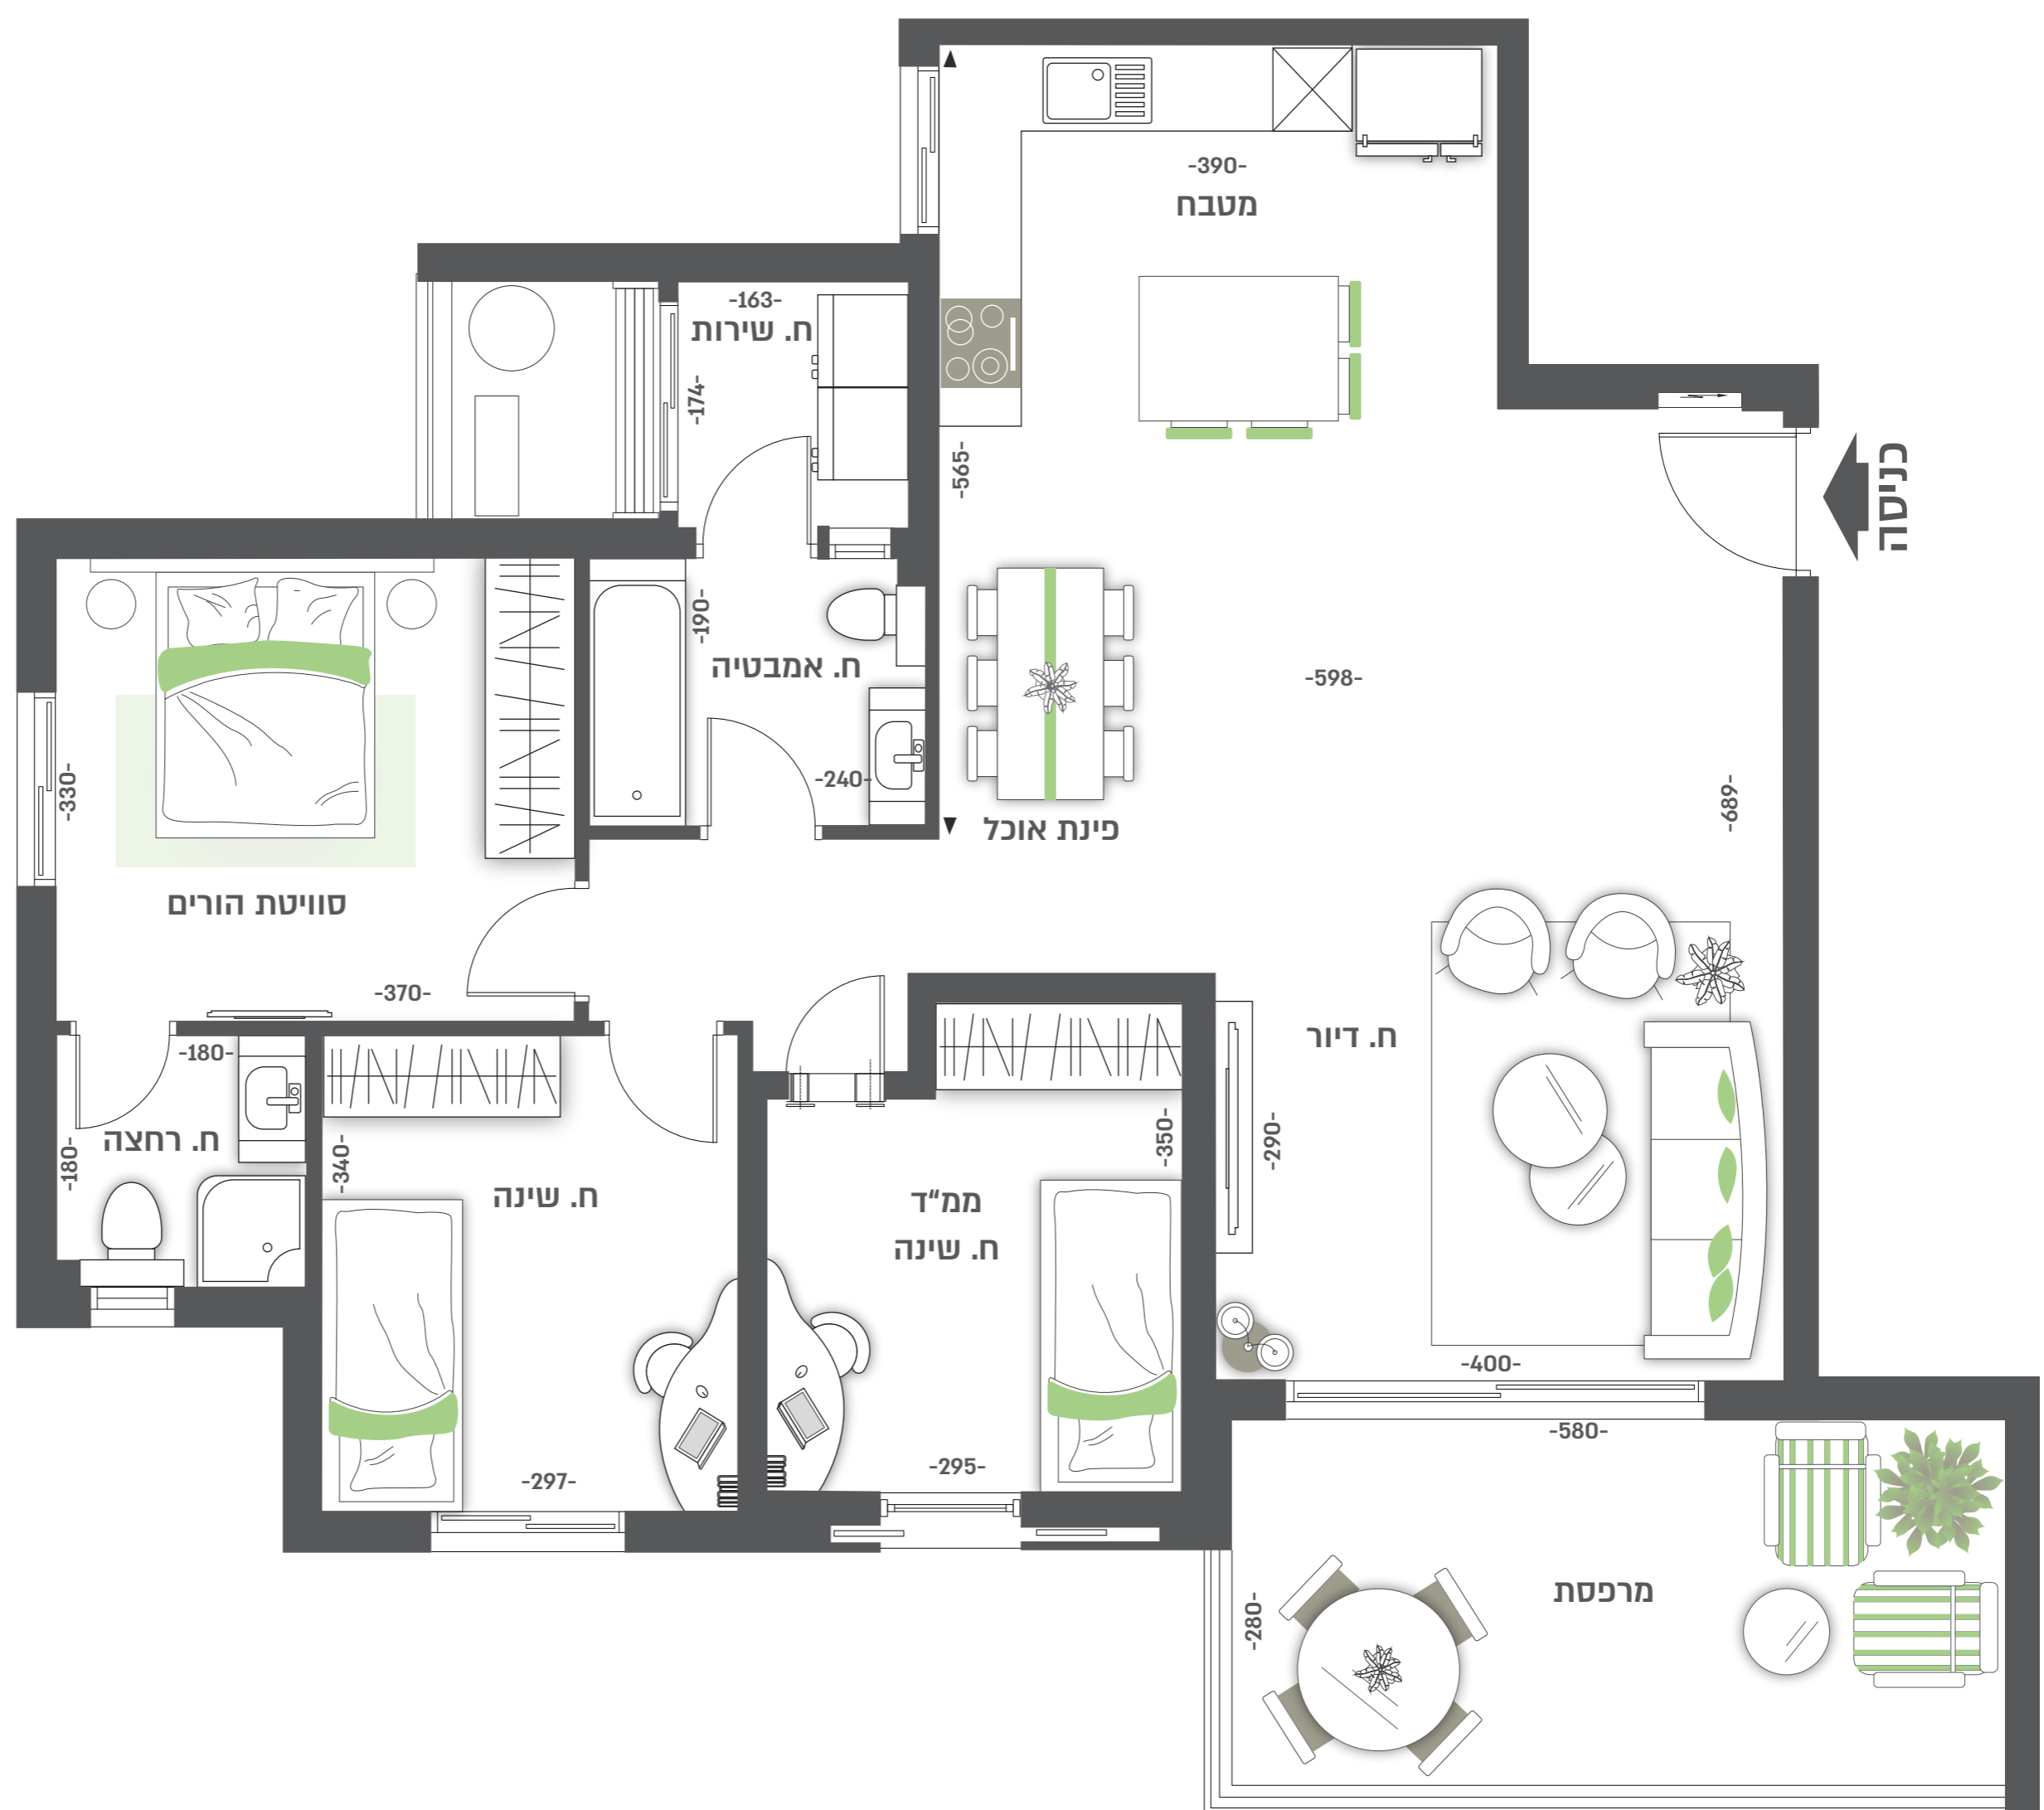 -390-
מטבח
-163-
ח. שירות
-174-
-565-
כניסה
-190-
ח. אמבטיה
-240-
-598-
-689-
פינת אוכל
-330-
סוויטת הורים
-370-
-180-
ח. רחצה
-180-
-340-
ח. שינה
-297-
ממ"ד
ח. שינה
-350-
-295-
ח. דיור
-290-
-400-
-580-
מרפסת
-280-